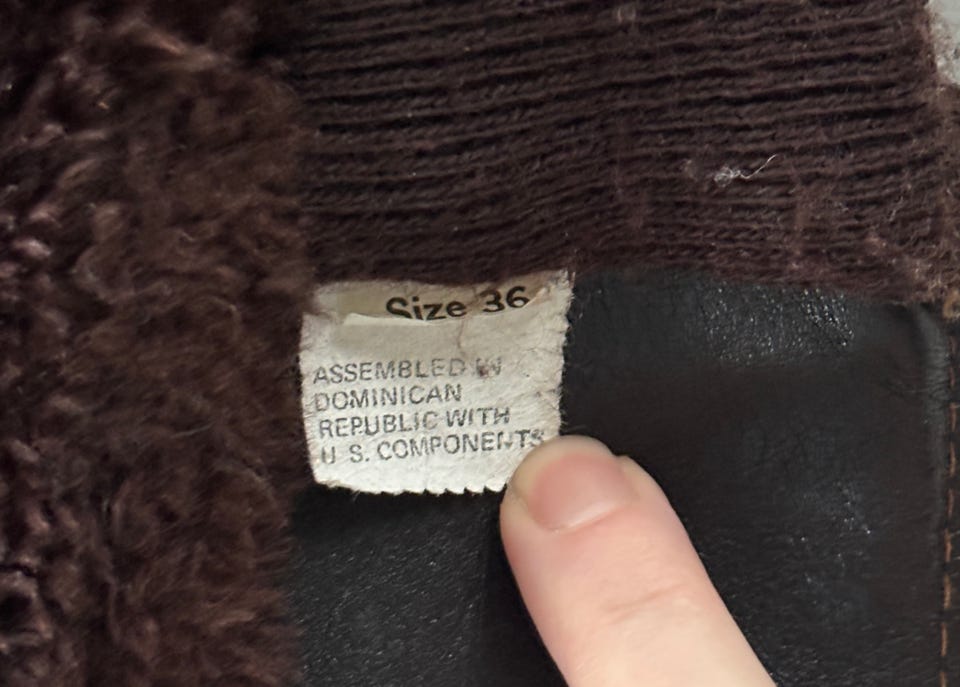 Size 36
ASSEMBLED IN
DOMINICAN
REPUBLIC WITH
U S. COMPONENTS